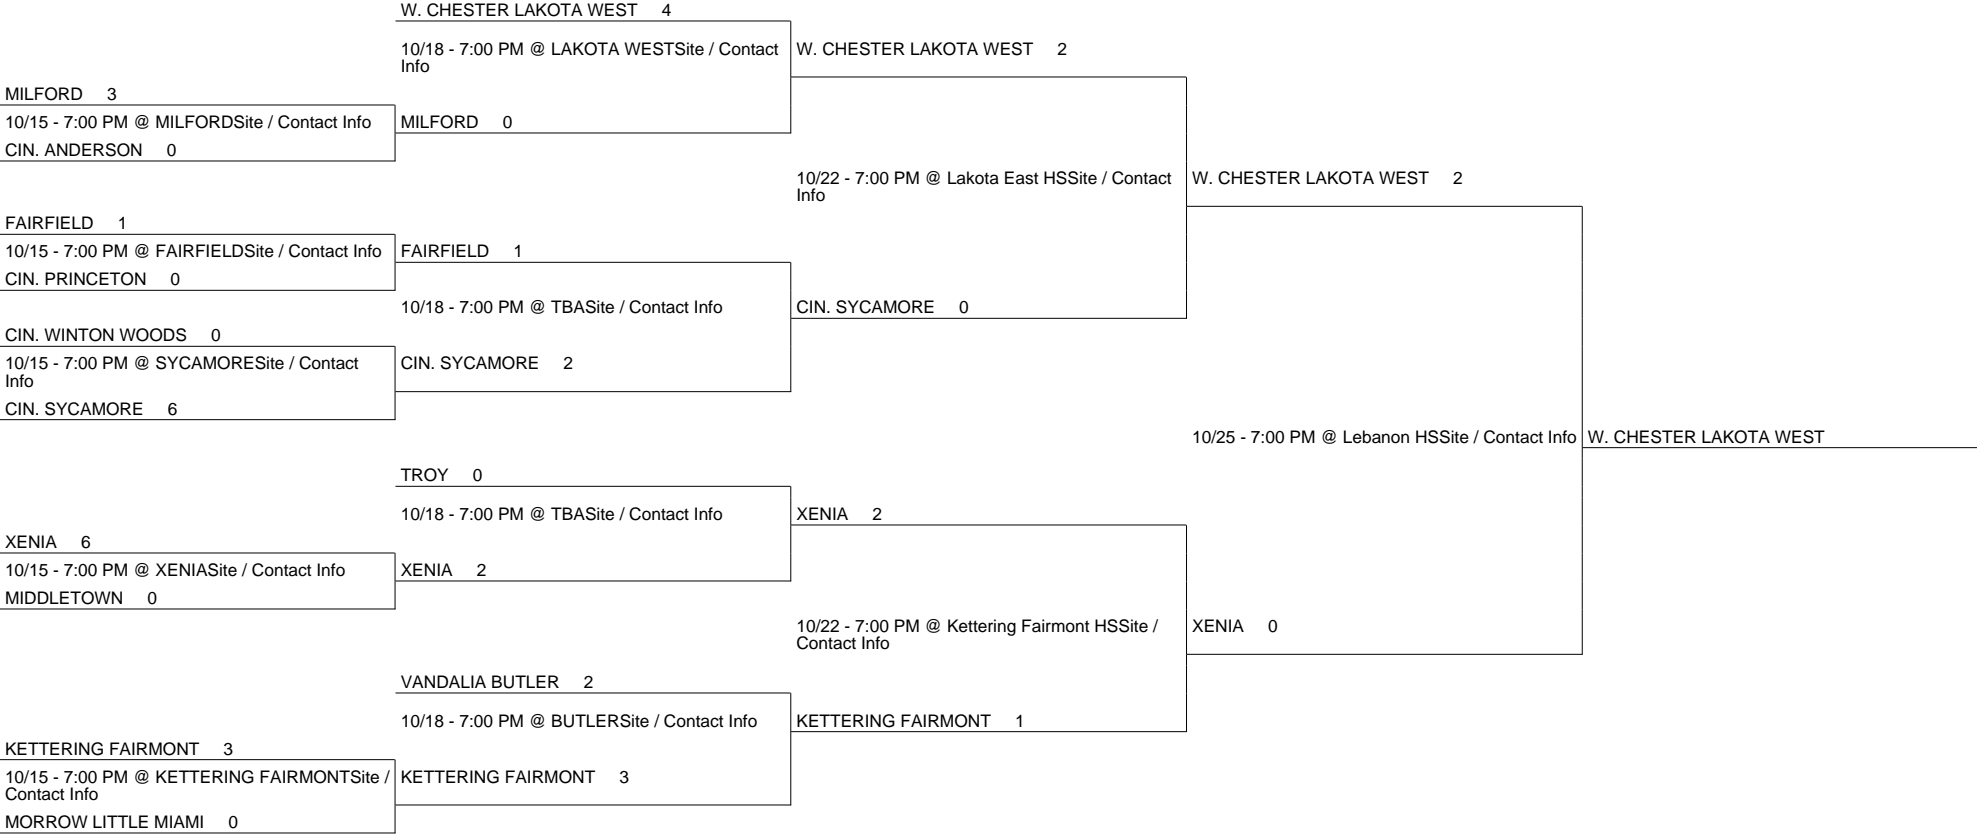 W. CHESTER LAKOTA WEST 4
10/18 - 7:00 PM @ LAKOTA WESTSite / Contact
Info
W. CHESTER LAKOTA WEST 2
MILFORD 3
10/15 - 7:00 PM @ MILFORDSite / Contact Info
MILFORD 0
CIN. ANDERSON 0
10/22 - 7:00 PM @ Lakota East HSSite / Contact
Info
W. CHESTER LAKOTA WEST 2
FAIRFIELD 1
10/15 - 7:00 PM @ FAIRFIELDSite / Contact Info
FAIRFIELD 1
CIN. PRINCETON 0
10/18 - 7:00 PM @ TBASite / Contact Info
CIN. SYCAMORE 0
CIN. WINTON WOODS 0
10/15 - 7:00 PM @ SYCAMORESite / Contact
Info
CIN. SYCAMORE 2
CIN. SYCAMORE 6
10/25 - 7:00 PM @ Lebanon HSSite / Contact Info
W. CHESTER LAKOTA WEST
TROY 0
10/18 - 7:00 PM @ TBASite / Contact Info
XENIA 2
XENIA 6
10/15 - 7:00 PM @ XENIASite / Contact Info
XENIA 2
MIDDLETOWN 0
10/22 - 7:00 PM @ Kettering Fairmont HSSite /
Contact Info
XENIA 0
VANDALIA BUTLER 2
10/18 - 7:00 PM @ BUTLERSite / Contact Info
KETTERING FAIRMONT 1
KETTERING FAIRMONT 3
10/15 - 7:00 PM @ KETTERING FAIRMONTSite /
Contact Info
KETTERING FAIRMONT 3
MORROW LITTLE MIAMI 0